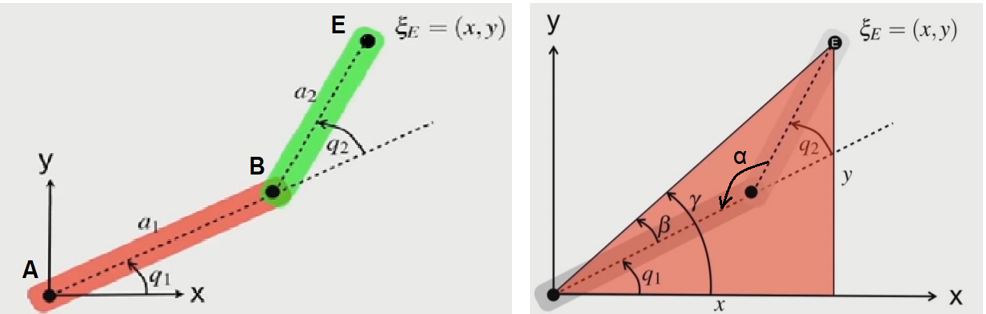 E
ξE = (x, y)
a2
q2
B
y
a1
A
q1
x
y
E
ξE = (x, y)
α
q2
γ
y
β
q1
x
x